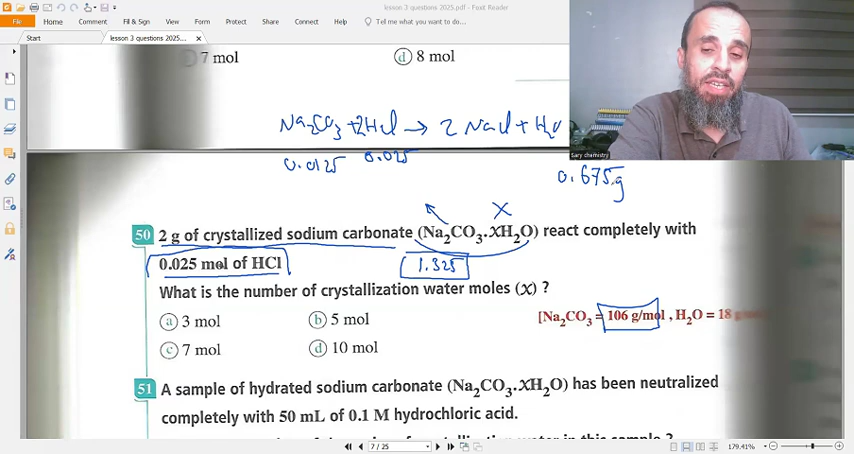 lesson 3 questions 2025.pdf - Foxit Reader
File Home Comment Fill & Sign View Form Protect Share Connect Help Tell me what you want to do...
Start lesson 3 questions 2025....
7 mol
d 8 mol
Na2CO3 + 2HCl → 2 NaCl + H2O
0.0125 0.025
0.675g
Sary chamistry
X
50 2 g of crystallized sodium carbonate (Na2CO3.XH2O) react completely with
0.025 mol of HCl
1.325
What is the number of crystallization water moles (x) ?
a 3 mol
b 5 mol
[Na2CO3 = 106 g/mol , H2O = 18
c 7 mol
d 10 mol
51 A sample of hydrated sodium carbonate (Na2CO3.XH2O) has been neutralized
completely with 50 mL of 0.1 M hydrochloric acid.
7 / 25
179.41%